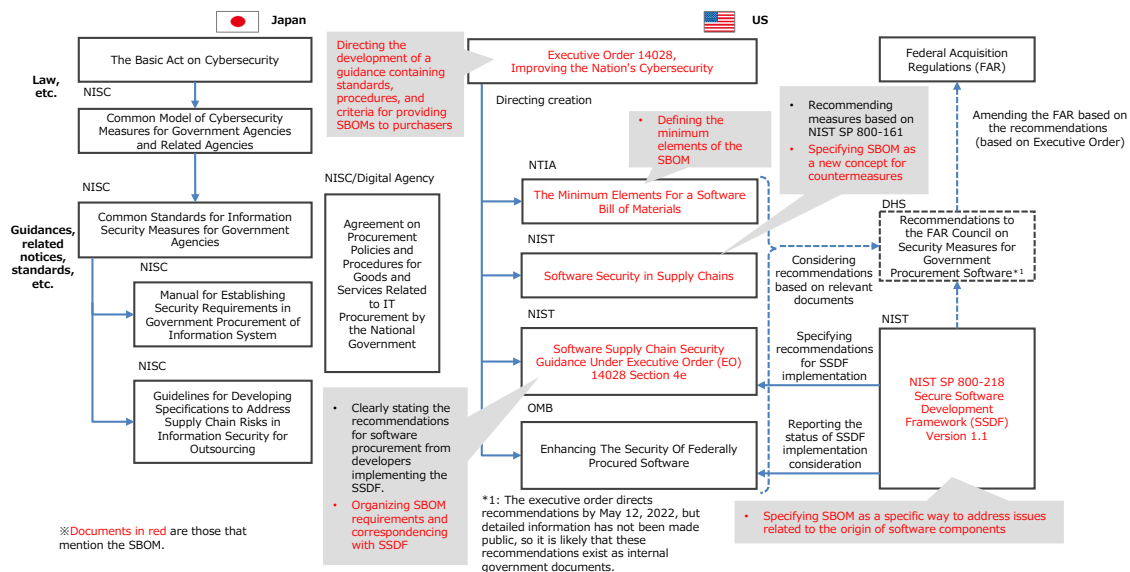 Japan
US
Law,
etc.
The Basic Act on Cybersecurity
NISC
Common Model of Cybersecurity
Measures for Government Agencies
and Related Agencies
Guidances,
related
notices,
standards,
etc.
NISC
Common Standards for Information
Security Measures for Government
Agencies
NISC
Manual for Establishing
Security Requirements in
Government Procurement of
Information System
NISC
Guidelines for Developing
Specifications to Address
Supply Chain Risks in
Information Security for
Outsourcing
NISC/Digital Agency
Agreement on
Procurement
Policies and
Procedures for
Goods and
Services Related
to IT
Procurement by
the National
Government
※Documents in red are those that
mention the SBOM.
Directing the
development of a
guidance containing
standards,
procedures, and
criteria for providing
SBOMs to purchasers
Executive Order 14028,
Improving the Nation's Cybersecurity
Directing creation
• Defining the
minimum
elements of the
SBOM
• Recommending
measures based on
NIST SP 800-161
• Specifying SBOM as
a new concept for
countermeasures
NTIA
The Minimum Elements For a Software
Bill of Materials
NIST
Software Security in Supply Chains
NIST
Software Supply Chain Security
Guidance Under Executive Order (EO)
14028 Section 4e
OMB
Enhancing The Security Of Federally
Procured Software
• Clearly stating the
recommendations
for software
procurement from
developers
implementing the
SSDF.
• Organizing SBOM
requirements and
correspondencing
with SSDF
*1: The executive order directs
recommendations by May 12, 2022, but
detailed information has not been made
public, so it is likely that these
recommendations exist as internal
government documents.
Federal Acquisition
Regulations (FAR)
Amending the FAR based on
the recommendations
(based on Executive Order)
DHS
Recommendations to
the FAR Council on
Security Measures for
Government
Procurement Software*1
Considering
recommendations
based on relevant
documents
Specifying
recommendations
for SSDF
implementation
Reporting the
status of SSDF
implementation
consideration
NIST
NIST SP 800-218
Secure Software
Development
Framework (SSDF)
Version 1.1
• Specifying SBOM as a specific way to address issues
related to the origin of software components